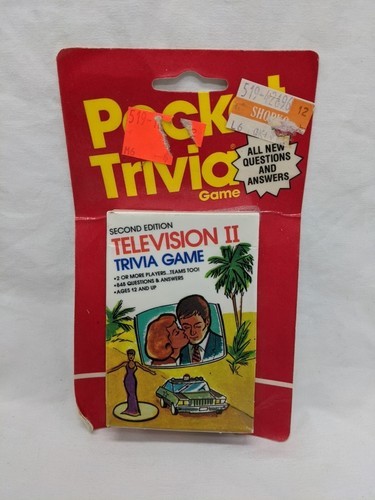 Pocket
Trivia
Game
SHOPKO
12
ALL NEW
QUESTIONS
AND
ANSWERS
SECOND EDITION
TELEVISION II
TRIVIA GAME
•2 OR MORE PLAYERS...TEAMS TOO!
•648 QUESTIONS & ANSWERS
•AGES 12 AND UP